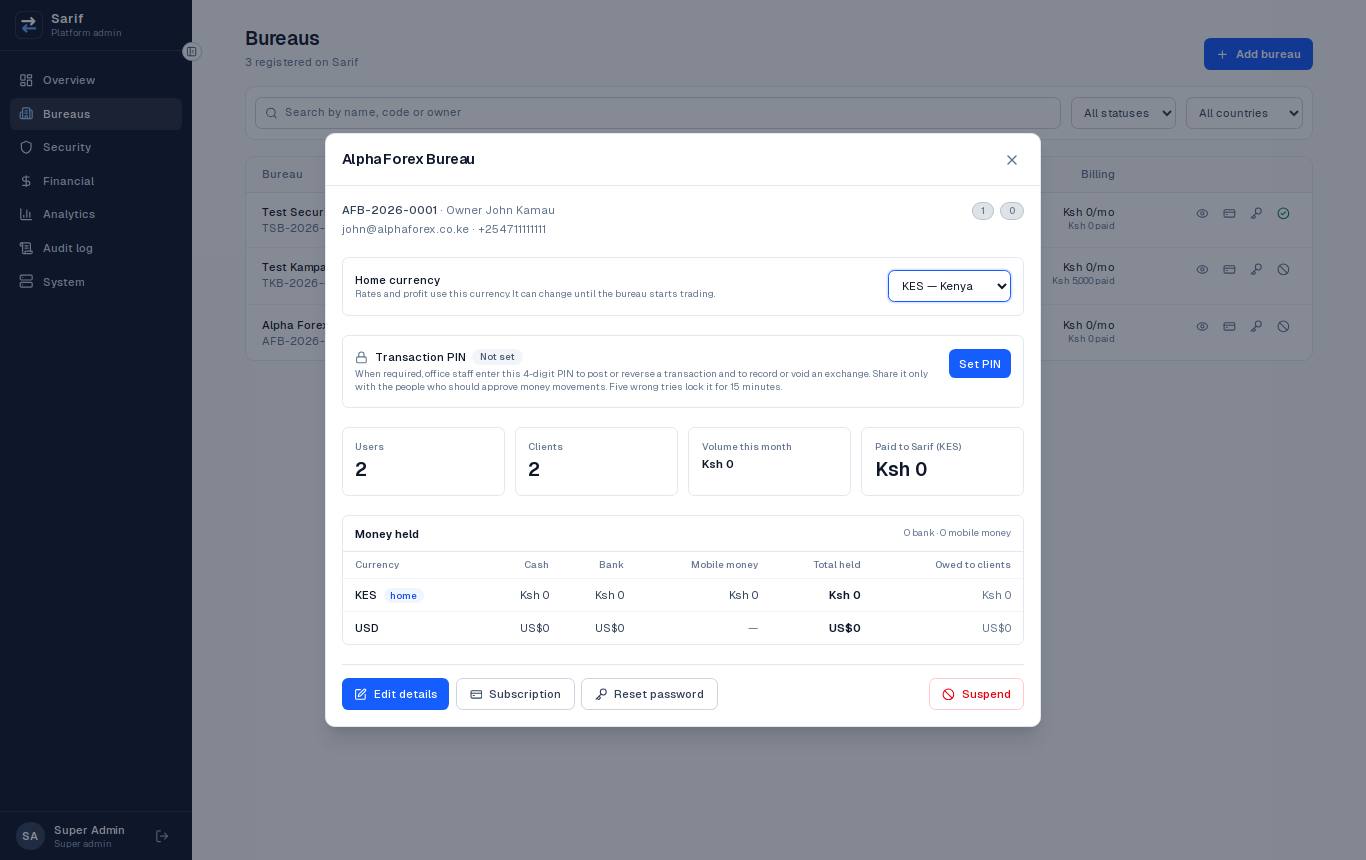 Sarif
Platform admin
Overview
Bureaus
Security
Financial
Analytics
Audit log
System
SA
Super Admin
Super admin
Bureaus
3 registered on Sarif
Add bureau
Search by name, code or owner
All statuses
All countries
Bureau
Billing
Test Secur
TSB-2026-
Ksh 0/mo
Ksh 0 paid
Test Kampa
TKB-2026-
Ksh 0/mo
Ksh 5,000 paid
Alpha Forex
AFB-2026-
Ksh 0/mo
Ksh 0 paid
Alpha Forex Bureau
AFB-2026-0001 · Owner John Kamau
1 0
john@alphaforex.co.ke · +254711111111
Home currency
Rates and profit use this currency. It can change until the bureau starts trading.
KES — Kenya
Transaction PIN Not set
When required, office staff enter this 4-digit PIN to post or reverse a transaction and to record or void an exchange. Share it only
with the people who should approve money movements. Five wrong tries lock it for 15 minutes.
Set PIN
Users
2
Clients
2
Volume this month
Ksh 0
Paid to Sarif (KES)
Ksh 0
Money held
0 bank · 0 mobile money
Currency Cash Bank Mobile money Total held Owed to clients
KES home Ksh 0 Ksh 0 Ksh 0 Ksh 0 Ksh 0
USD US$0 US$0 — US$0 US$0
Edit details
Subscription
Reset password
Suspend